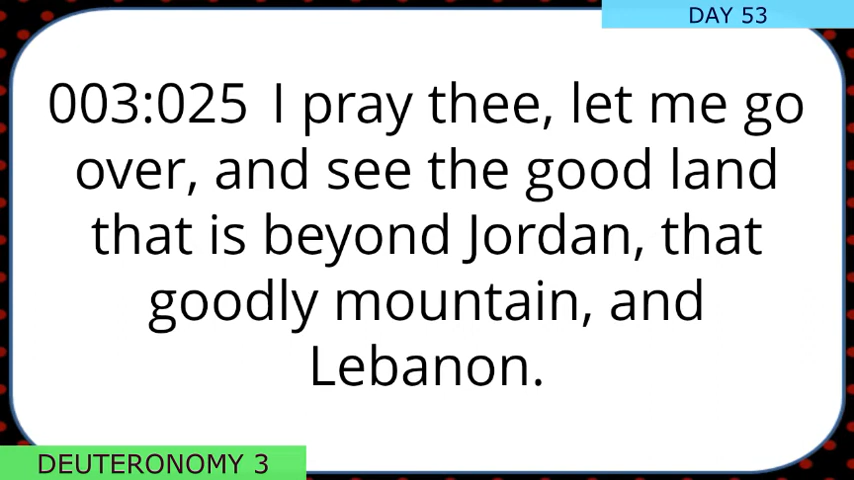 DAY 53
003:025 I pray thee, let me go
over, and see the good land
that is beyond Jordan, that
goodly mountain, and
Lebanon.
DEUTERONOMY 3